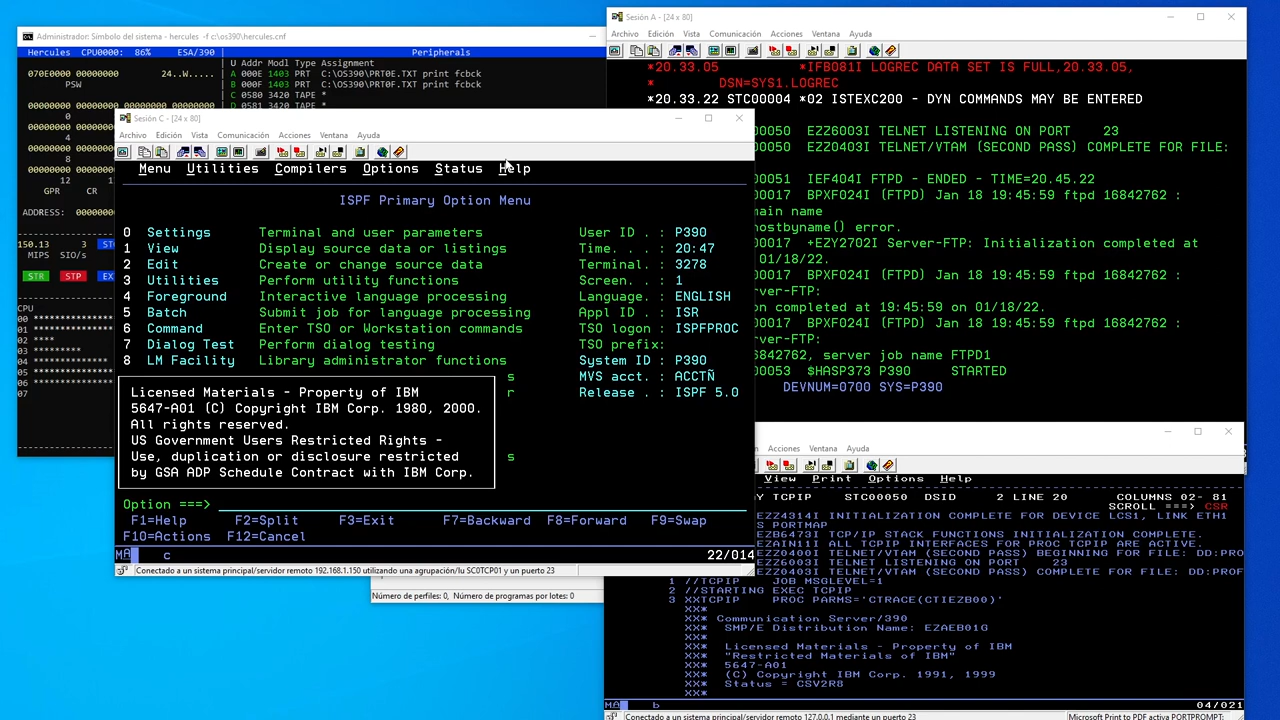 Administrador: Símbolo del sistema - hercules -f c:\os390\hercules.cnf
Hercules CPU0000: 86% ESA/390 | Peripherals
U Addr Modl Type Assignment
070E0000 00000000 24..W..... A 000E 1403 PRT C:\OS390\PRT0E.TXT print fcbck
PSW B 000F 1403 PRT C:\OS390\PRT0F.TXT print fcbck
C 0580 3420 TAPE *
00000000 00000000 00000000 00000000 D 0581 3420 TAPE *
0
00000000
4
00000000
8
00000000
12
GPR CR
ADDRESS: 0000000
150.13 3
MIPS SIO/s
STR STP EX
CPU
00 ****
01 ****
02 ****
03 *********
04 ****
05 ****
06 ****
07
Sesión A - [24 x 80]
Archivo Edición Vista Comunicación Acciones Ventana Ayuda
*20.33.05 *IFB081I LOGREC DATA SET IS FULL,20.33.05,
* DSN=SYS1.LOGREC
*20.33.22 STC00004 *02 ISTEXC200 - DYN COMMANDS MAY BE ENTERED
00050 EZZ6003I TELNET LISTENING ON PORT 23
00050 EZZ0403I TELNET/VTAM (SECOND PASS) COMPLETE FOR FILE:
00051 IEF404I FTPD - ENDED - TIME=20.45.22
00017 BPXF024I (FTPD) Jan 18 19:45:59 ftpd 16842762 :
main name
hostbyname() error.
00017 +EZY2702I Server-FTP: Initialization completed at
01/18/22.
00017 BPXF024I (FTPD) Jan 18 19:45:59 ftpd 16842762 :
rver-FTP:
on completed at 19:45:59 on 01/18/22.
00017 BPXF024I (FTPD) Jan 18 19:45:59 ftpd 16842762 :
rver-FTP:
6842762, server job name FTPD1
00053 $HASP373 P390 STARTED
DEVNUM=0700 SYS=P390
Sesión C - [24 x 80]
Archivo Edición Vista Comunicación Acciones Ventana Ayuda
Menu Utilities Compilers Options Status Help
ISPF Primary Option Menu
0 Settings Terminal and user parameters User ID . : P390
1 View Display source data or listings Time. . . : 20:47
2 Edit Create or change source data Terminal. : 3278
3 Utilities Perform utility functions Screen. . : 1
4 Foreground Interactive language processing Language. : ENGLISH
5 Batch Submit job for language processing Appl ID . : ISR
6 Command Enter TSO or Workstation commands TSO logon : ISPFPROC
7 Dialog Test Perform dialog testing TSO prefix:
8 LM Facility Library administrator functions System ID : P390
s MVS acct. : ACCTÑ
r Release . : ISPF 5.0
Licensed Materials - Property of IBM
5647-A01 (C) Copyright IBM Corp. 1980, 2000.
All rights reserved.
US Government Users Restricted Rights -
Use, duplication or disclosure restricted s
by GSA ADP Schedule Contract with IBM Corp.
Option ===>
F1=Help F2=Split F3=Exit F7=Backward F8=Forward F9=Swap
F10=Actions F12=Cancel
MA c 22/014
Conectado a un sistema principal/servidor remoto 192.168.1.150 utilizando una agrupación/lu SC0TCP01 y un puerto 23
Número de perfiles: 0, Número de programas por lotes: 0
Acciones Ventana Ayuda
View Print Options Help
Y TCPIP STC00050 DSID 2 LINE 20 COLUMNS 02- 81
SCROLL ===> CSR
EZZ4314I INITIALIZATION COMPLETE FOR DEVICE LCS1, LINK ETH1
S PORTMAP
EZB6473I TCP/IP STACK FUNCTIONS INITIALIZATION COMPLETE.
EZAIN11I ALL TCPIP INTERFACES FOR PROC TCPIP ARE ACTIVE.
EZZ0400I TELNET/VTAM (SECOND PASS) BEGINNING FOR FILE: DD:PRO
EZZ6003I TELNET LISTENING ON PORT 23
EZZ0403I TELNET/VTAM (SECOND PASS) COMPLETE FOR FILE: DD:PROF
1 //TCPIP JOB MSGLEVEL=1
2 //STARTING EXEC TCPIP
3 XXTCPIP PROC PARMS='CTRACE(CTIEZB00)'
XX*
XX* Communication Server/390
XX* SMP/E Distribution Name: EZAEB01G
XX*
XX* Licensed Materials - Property of IBM
XX* "Restricted Materials of IBM"
XX* 5647-A01
XX* (C) Copyright IBM Corp. 1991, 1999
XX* Status = CSV2R8
XX*
MA b 04/021
Conectado a un sistema principal/servidor remoto 127.0.0.1 mediante un puerto 23 Microsoft Print to PDF activa PORTPROMPT: